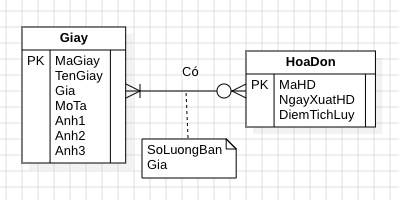 Giay
PK
MaGiay
TenGiay
Gia
MoTa
Anh1
Anh2
Anh3
Có
SoLuongBan
Gia
HoaDon
PK
MaHD
NgayXuatHD
DiemTichLuy